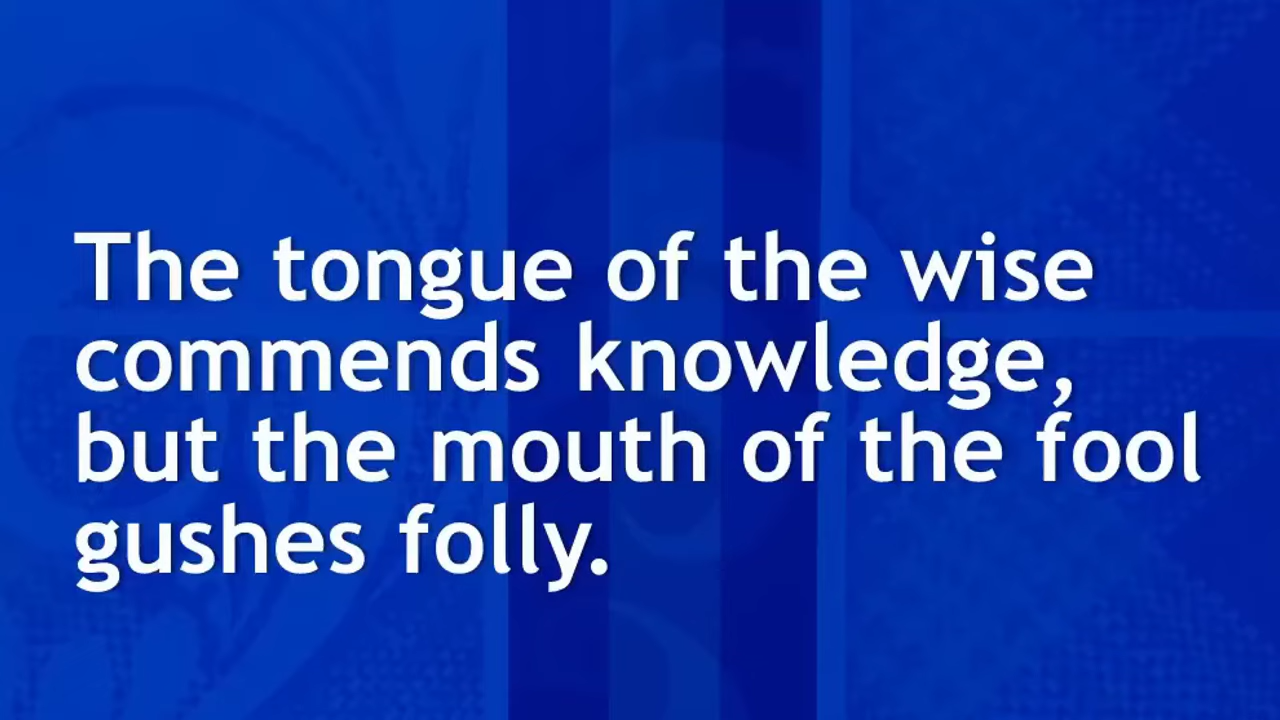 The tongue of the wise
commends knowledge,
but the mouth of the fool
gushes folly.